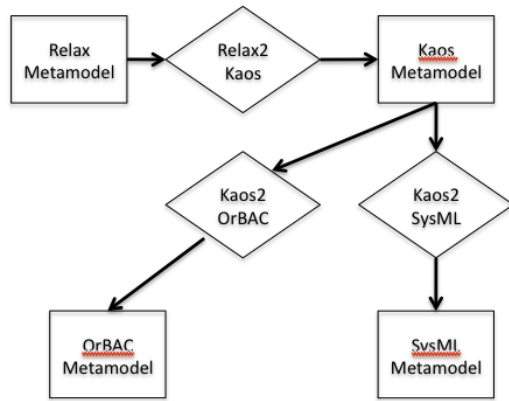 Relax
Metamodel
Relax2
Kaos
Kaos
Metamodel
Kaos2
OrBAC
Kaos2
SysML
OrBAC
Metamodel
SysML
Metamodel